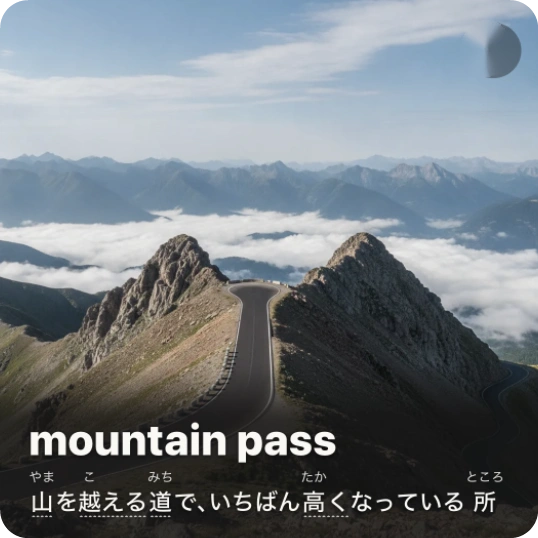 mountain pass
やま こ みち たか ところ
山を越える道で、いちばん高くなっている 所